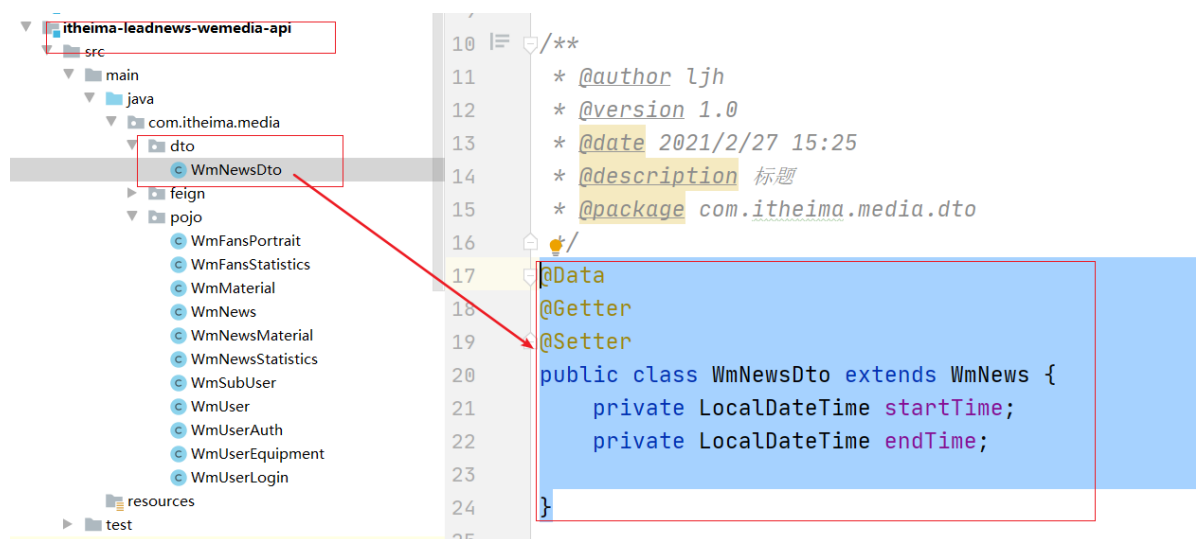 itheima-leadnews-wemedia-api
src
main
java
com.itheima.media
dto
WmNewsDto
feign
pojo
WmFansPortrait
WmFansStatistics
WmMaterial
WmNews
WmNewsMaterial
WmNewsStatistics
WmSubUser
WmUser
WmUserAuth
WmUserEquipment
WmUserLogin
resources
test
10 /**
11 * @author ljh
12 * @version 1.0
13 * @date 2021/2/27 15:25
14 * @description 标题
15 * @package com.itheima.media.dto
16 */
17 @Data
18 @Getter
19 @Setter
20 public class WmNewsDto extends WmNews {
21 private LocalDateTime startTime;
22 private LocalDateTime endTime;
23
24 }